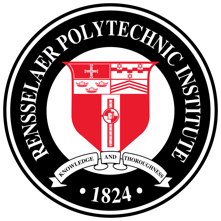 RENSSELAER POLYTECHNIC INSTITUTE
KNOWLEDGE AND THOROUGHNESS
· 1824 ·